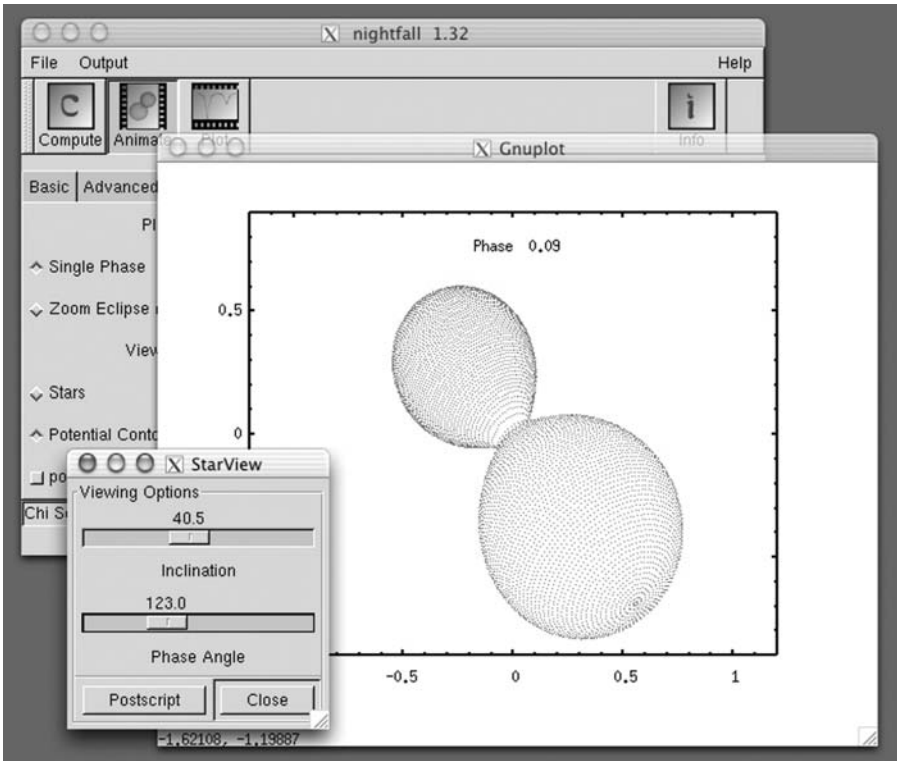 nightfall 1.32
File Output Help
Compute Animate Plot Info
Gnuplot
Basic Advanced
Phase 0.09
Single Phase
0.5
Zoom Eclipse
View
Stars
Potential Conto
0
StarView
Viewing Options
40.5
Inclination
123.0
Phase Angle
-0.5 0 0.5 1
Postscript Close
-1.62108, -1.19887